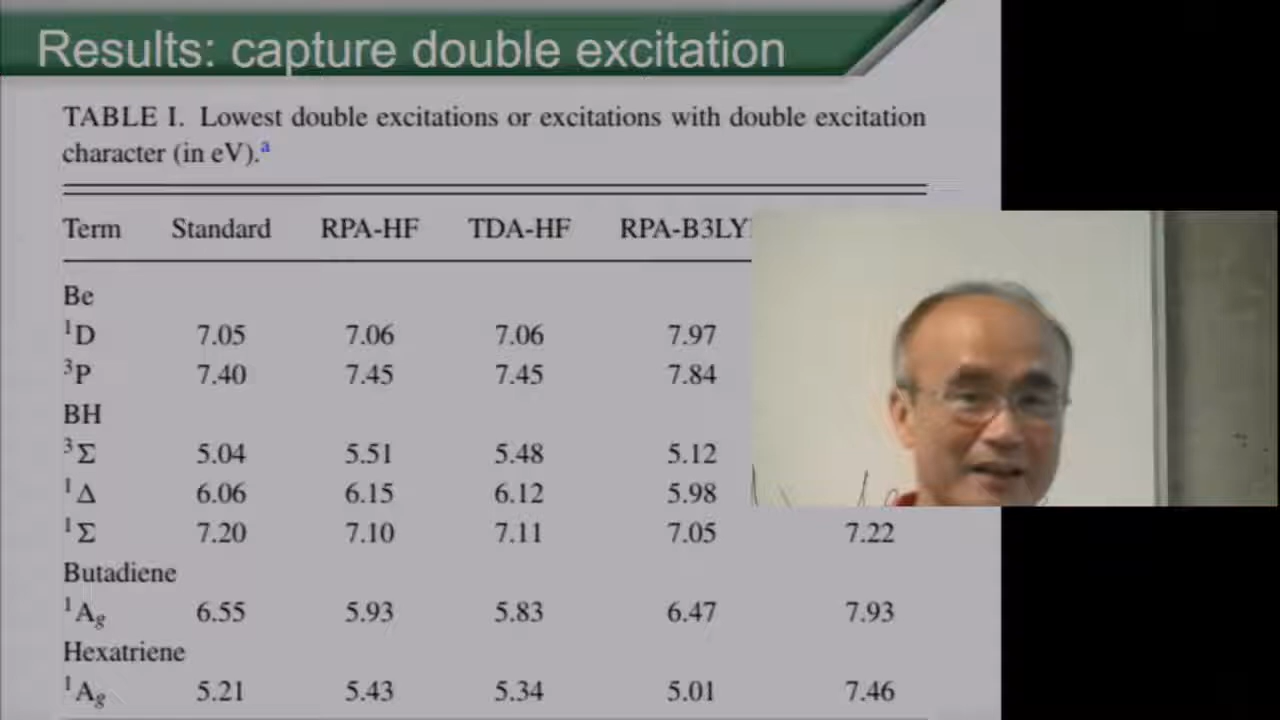 Results: capture double excitation
TABLE I. Lowest double excitations or excitations with double excitation
character (in eV).ᵃ
Term Standard RPA-HF TDA-HF RPA-B3LY
Be
¹D 7.05 7.06 7.06 7.97
³P 7.40 7.45 7.45 7.84
BH
³Σ 5.04 5.51 5.48 5.12
¹Δ 6.06 6.15 6.12 5.98
¹Σ 7.20 7.10 7.11 7.05 7.22
Butadiene
¹Ag 6.55 5.93 5.83 6.47 7.93
Hexatriene
¹Ag 5.21 5.43 5.34 5.01 7.46